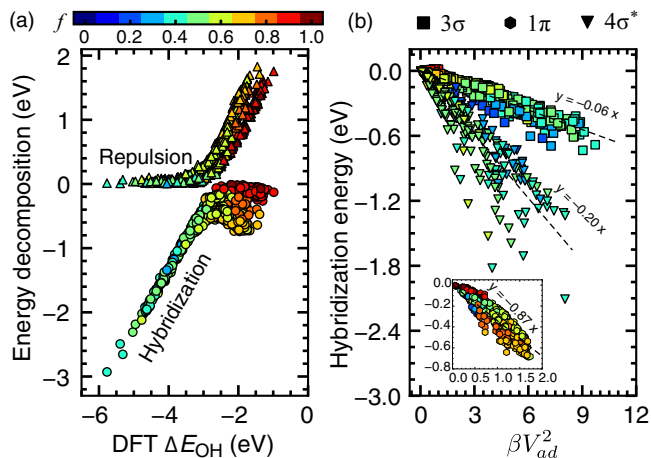 (a) f 0.0 0.2 0.4 0.6 0.8 1.0
2
1
0
−1
−2
−3
Energy decomposition (eV)
Repulsion
Hybridization
−6 −4 −2 0
DFT ΔE_OH (eV)
(b) 3σ 1π 4σ*
0.0
−0.6
−1.2
−1.8
−2.4
−3.0
Hybridization energy (eV)
y = −0.06 x
y = −0.20 x
y = −0.87 x
0.0
−0.2
−0.4
−0.6
−0.8
0.0 0.5 1.0 1.5 2.0
0 3 6 9 12
βV²_ad